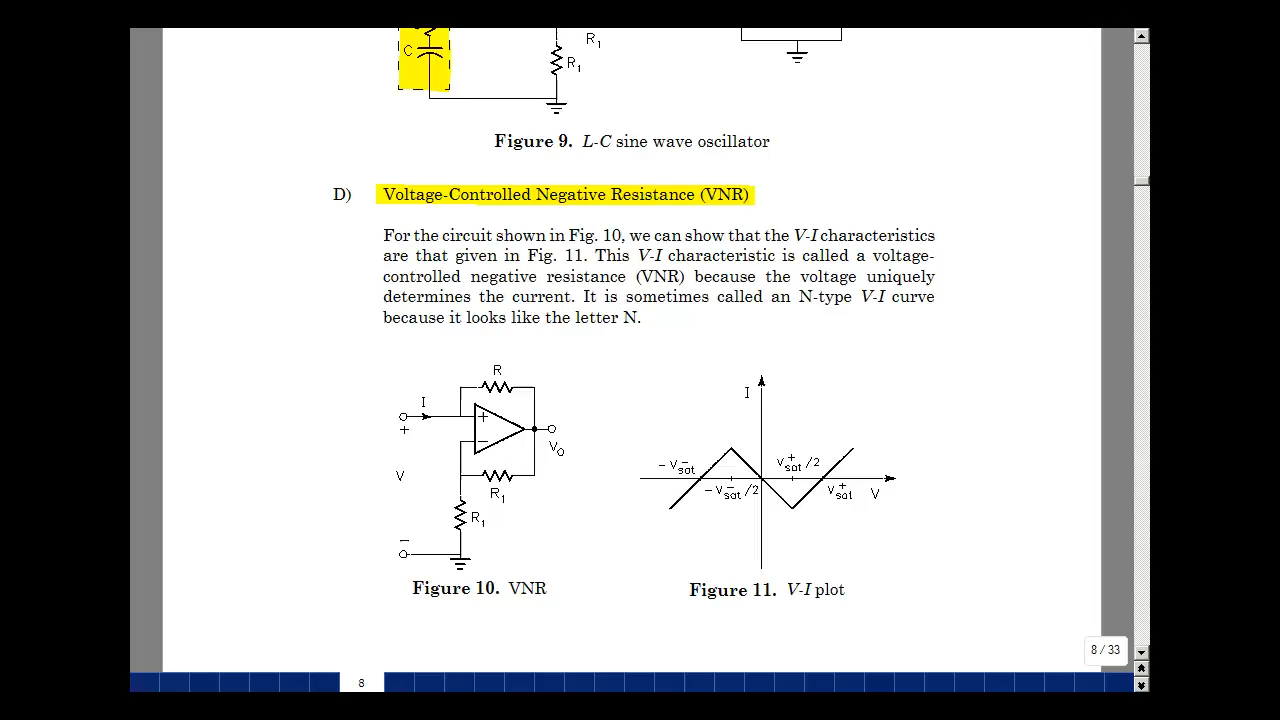 R1
C
R1
Figure 9. L-C sine wave oscillator
D) Voltage-Controlled Negative Resistance (VNR)
For the circuit shown in Fig. 10, we can show that the V-I characteristics
are that given in Fig. 11. This V-I characteristic is called a voltage-
controlled negative resistance (VNR) because the voltage uniquely
determines the current. It is sometimes called an N-type V-I curve
because it looks like the letter N.
R
I
+
+
−
VO
V
R1
R1
−
Figure 10. VNR
I
− V−sat
V+sat /2
− V−sat /2
V+sat
V
Figure 11. V-I plot
8 / 33
8